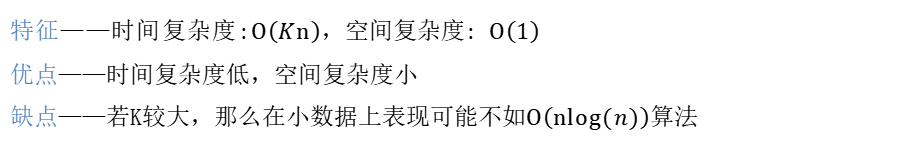 特征——时间复杂度:O(Kn)，空间复杂度: O(1)
优点——时间复杂度低，空间复杂度小
缺点——若K较大，那么在小数据上表现可能不如O(nlog(n))算法